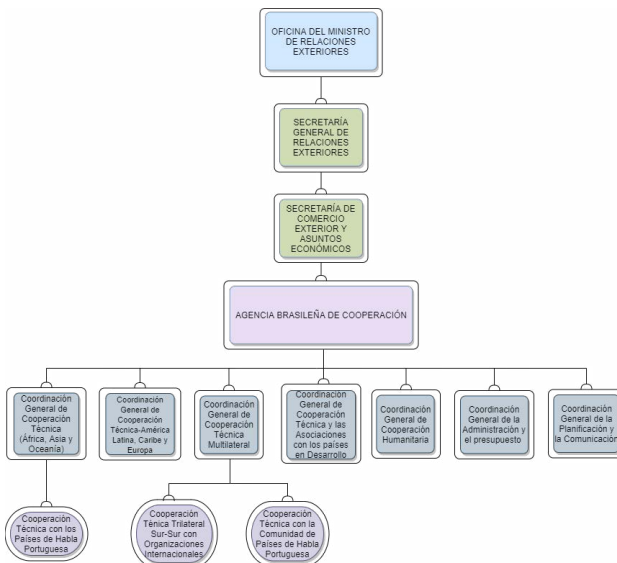 OFICINA DEL MINISTRO
DE RELACIONES
EXTERIORES
SECRETARÍA
GENERAL DE
RELACIONES
EXTERIORES
SECRETARÍA DE
COMERCIO
EXTERIOR Y
ASUNTOS
ECONÓMICOS
AGENCIA BRASILEÑA DE COOPERACIÓN
Coordinación
General de
Cooperación
Técnica
(África, Asia y
Oceanía)
Coordinación
General de
Cooperación
Técnica-América
Latina, Caribe y
Europa
Coordinación
General de
Cooperación
Técnica
Multilateral
Coordinación
General de
Cooperación
Técnica y las
Asociaciones
con los países
en Desarrollo
Coordinación
General de
Cooperación
Humanitaria
Coordinación
General de la
Administración y
el presupuesto
Coordinación
General de la
Planificación y
la Comunicación
Cooperación
Técnica con los
Países de Habla
Portuguesa
Cooperación
Ténica Trilateral
Sur-Sur con
Organizaciones
Internacionales
Cooperación
Técnica con la
Comunidad de
Países de Habla
Portuguesa